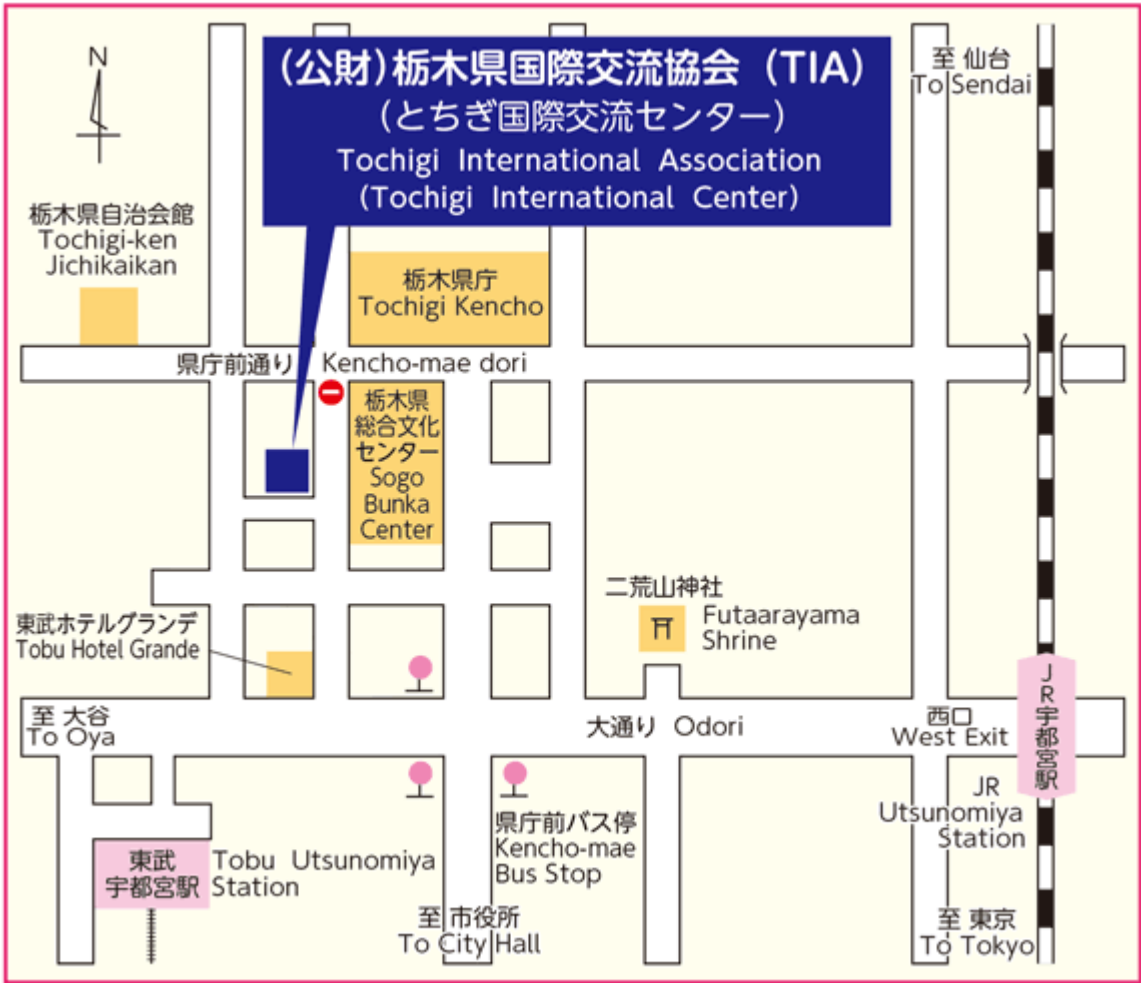 N
(公財)栃木県国際交流協会 (TIA)
(とちぎ国際交流センター)
Tochigi International Association
(Tochigi International Center)
至 仙台
To Sendai
栃木県自治会館
Tochigi-ken
Jichikaikan
栃木県庁
Tochigi Kencho
県庁前通り Kencho-mae dori
栃木県
総合文化
センター
Sogo
Bunka
Center
東武ホテルグランデ
Tobu Hotel Grande
二荒山神社
Futaarayama
Shrine
至 大谷
To Oya
大通り Odori
西口
West Exit
JR宇都宮駅
JR
Utsunomiya
Station
東武
宇都宮駅
Tobu Utsunomiya
Station
県庁前バス停
Kencho-mae
Bus Stop
至 市役所
To City Hall
至 東京
To Tokyo